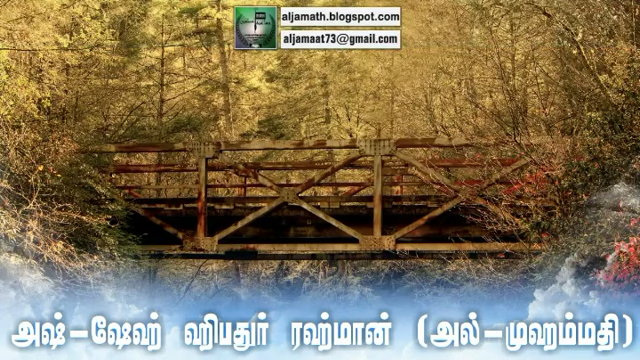 aljamath.blogspot.com
aljamaat73@gmail.com
அஷ்-ஷேஹ் ஹிபதுர் ரஹ்மான் (அல்-முஹம்மதி)